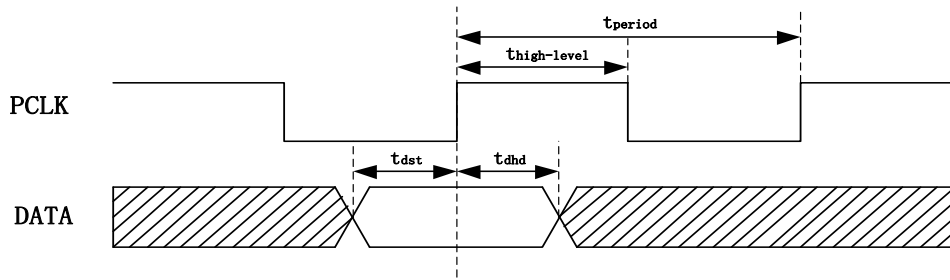 tperiod
thigh-level
PCLK
tdst
tdhd
DATA